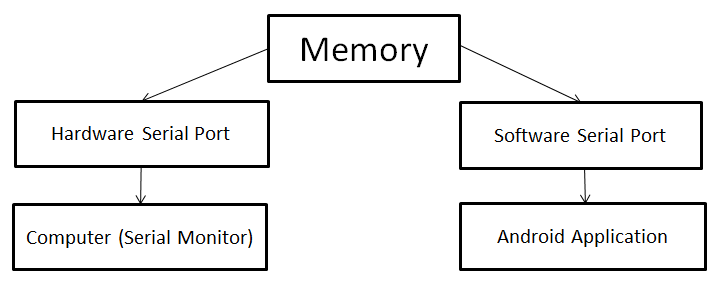 Memory
Hardware Serial Port
Software Serial Port
Computer (Serial Monitor)
Android Application